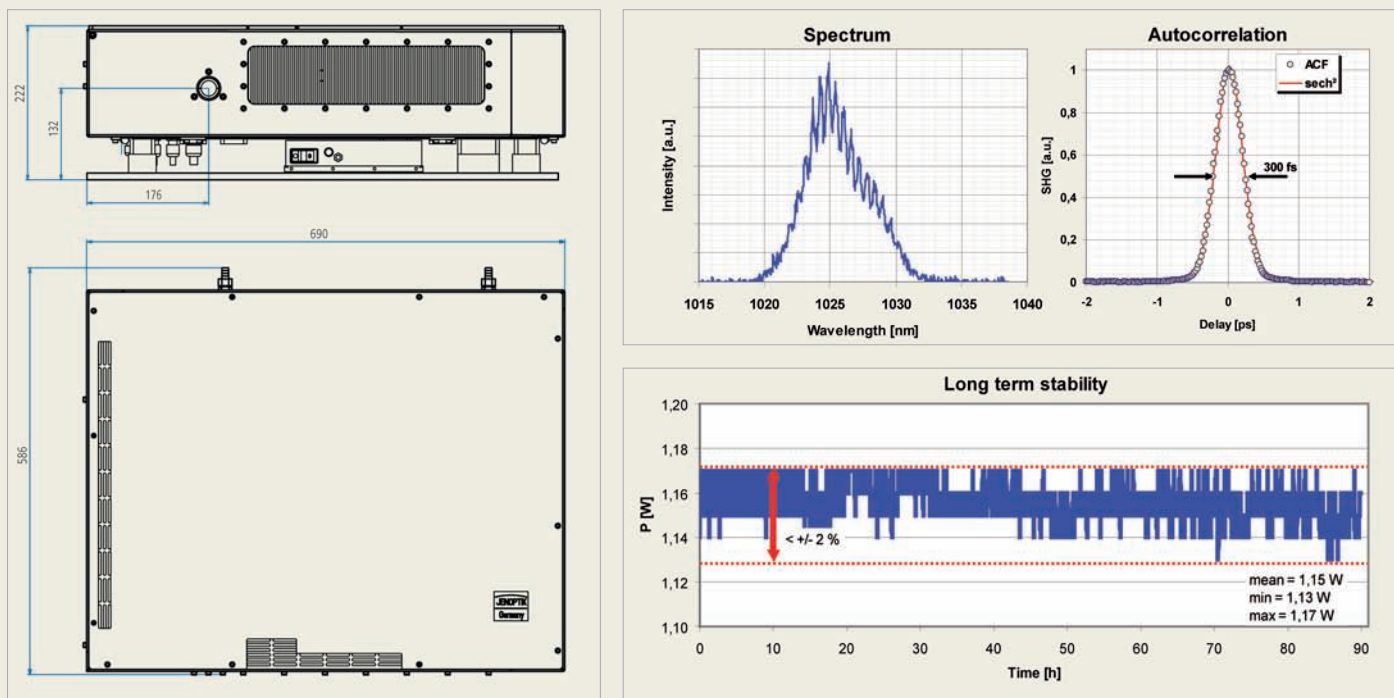 222
132
176
690
586
JENOPTIK
Germany
Spectrum
Intensity [a.u.]
1015 1020 1025 1030 1035 1040
Wavelength [nm]
Autocorrelation
ACF
sech²
SHG [a.u.]
1
0,8
0,6
0,4
0,2
0
300 fs
-2 -1 0 1 2
Delay [ps]
Long term stability
P [W]
1,20
1,18
1,16
1,14
1,12
1,10
< +/- 2 %
mean = 1,15 W
min = 1,13 W
max = 1,17 W
0 10 20 30 40 50 60 70 80 90
Time [h]